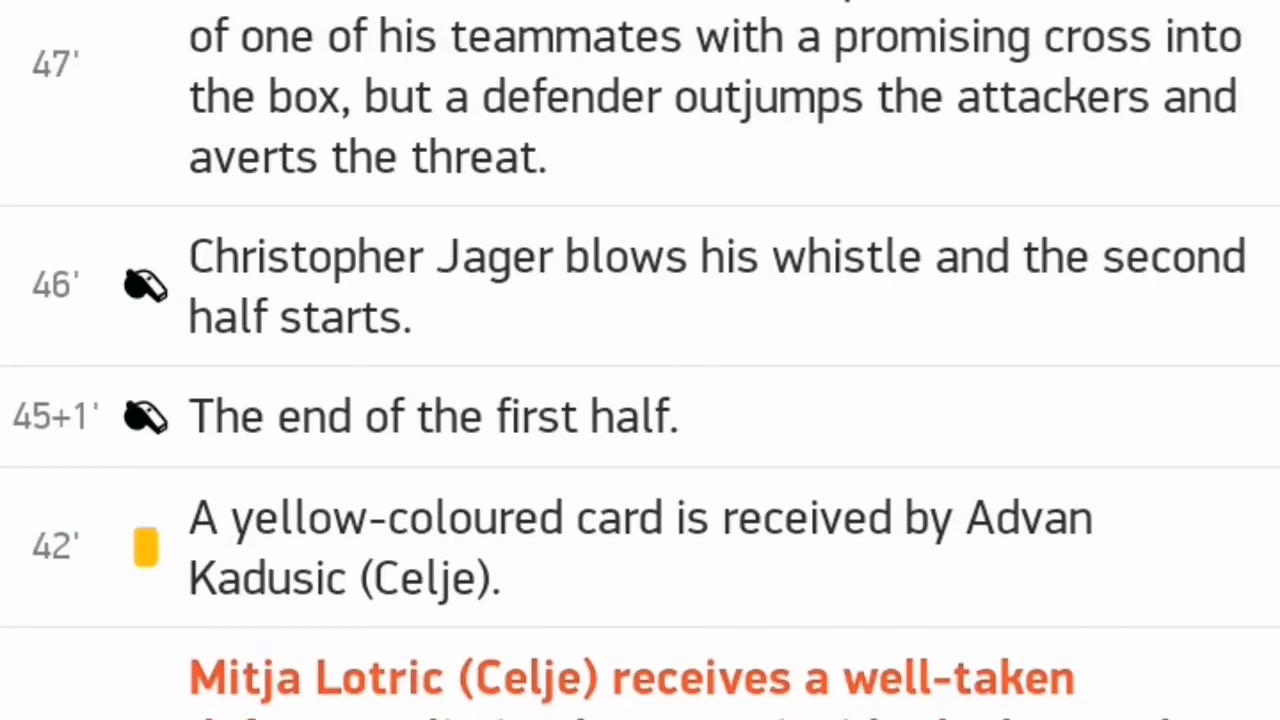 of one of his teammates with a promising cross into
47'
the box, but a defender outjumps the attackers and
averts the threat.
Christopher Jager blows his whistle and the second
46'
half starts.
45+1' The end of the first half.
A yellow-coloured card is received by Advan
42'
Kadusic (Celje).
Mitja Lotric (Celje) receives a well-taken